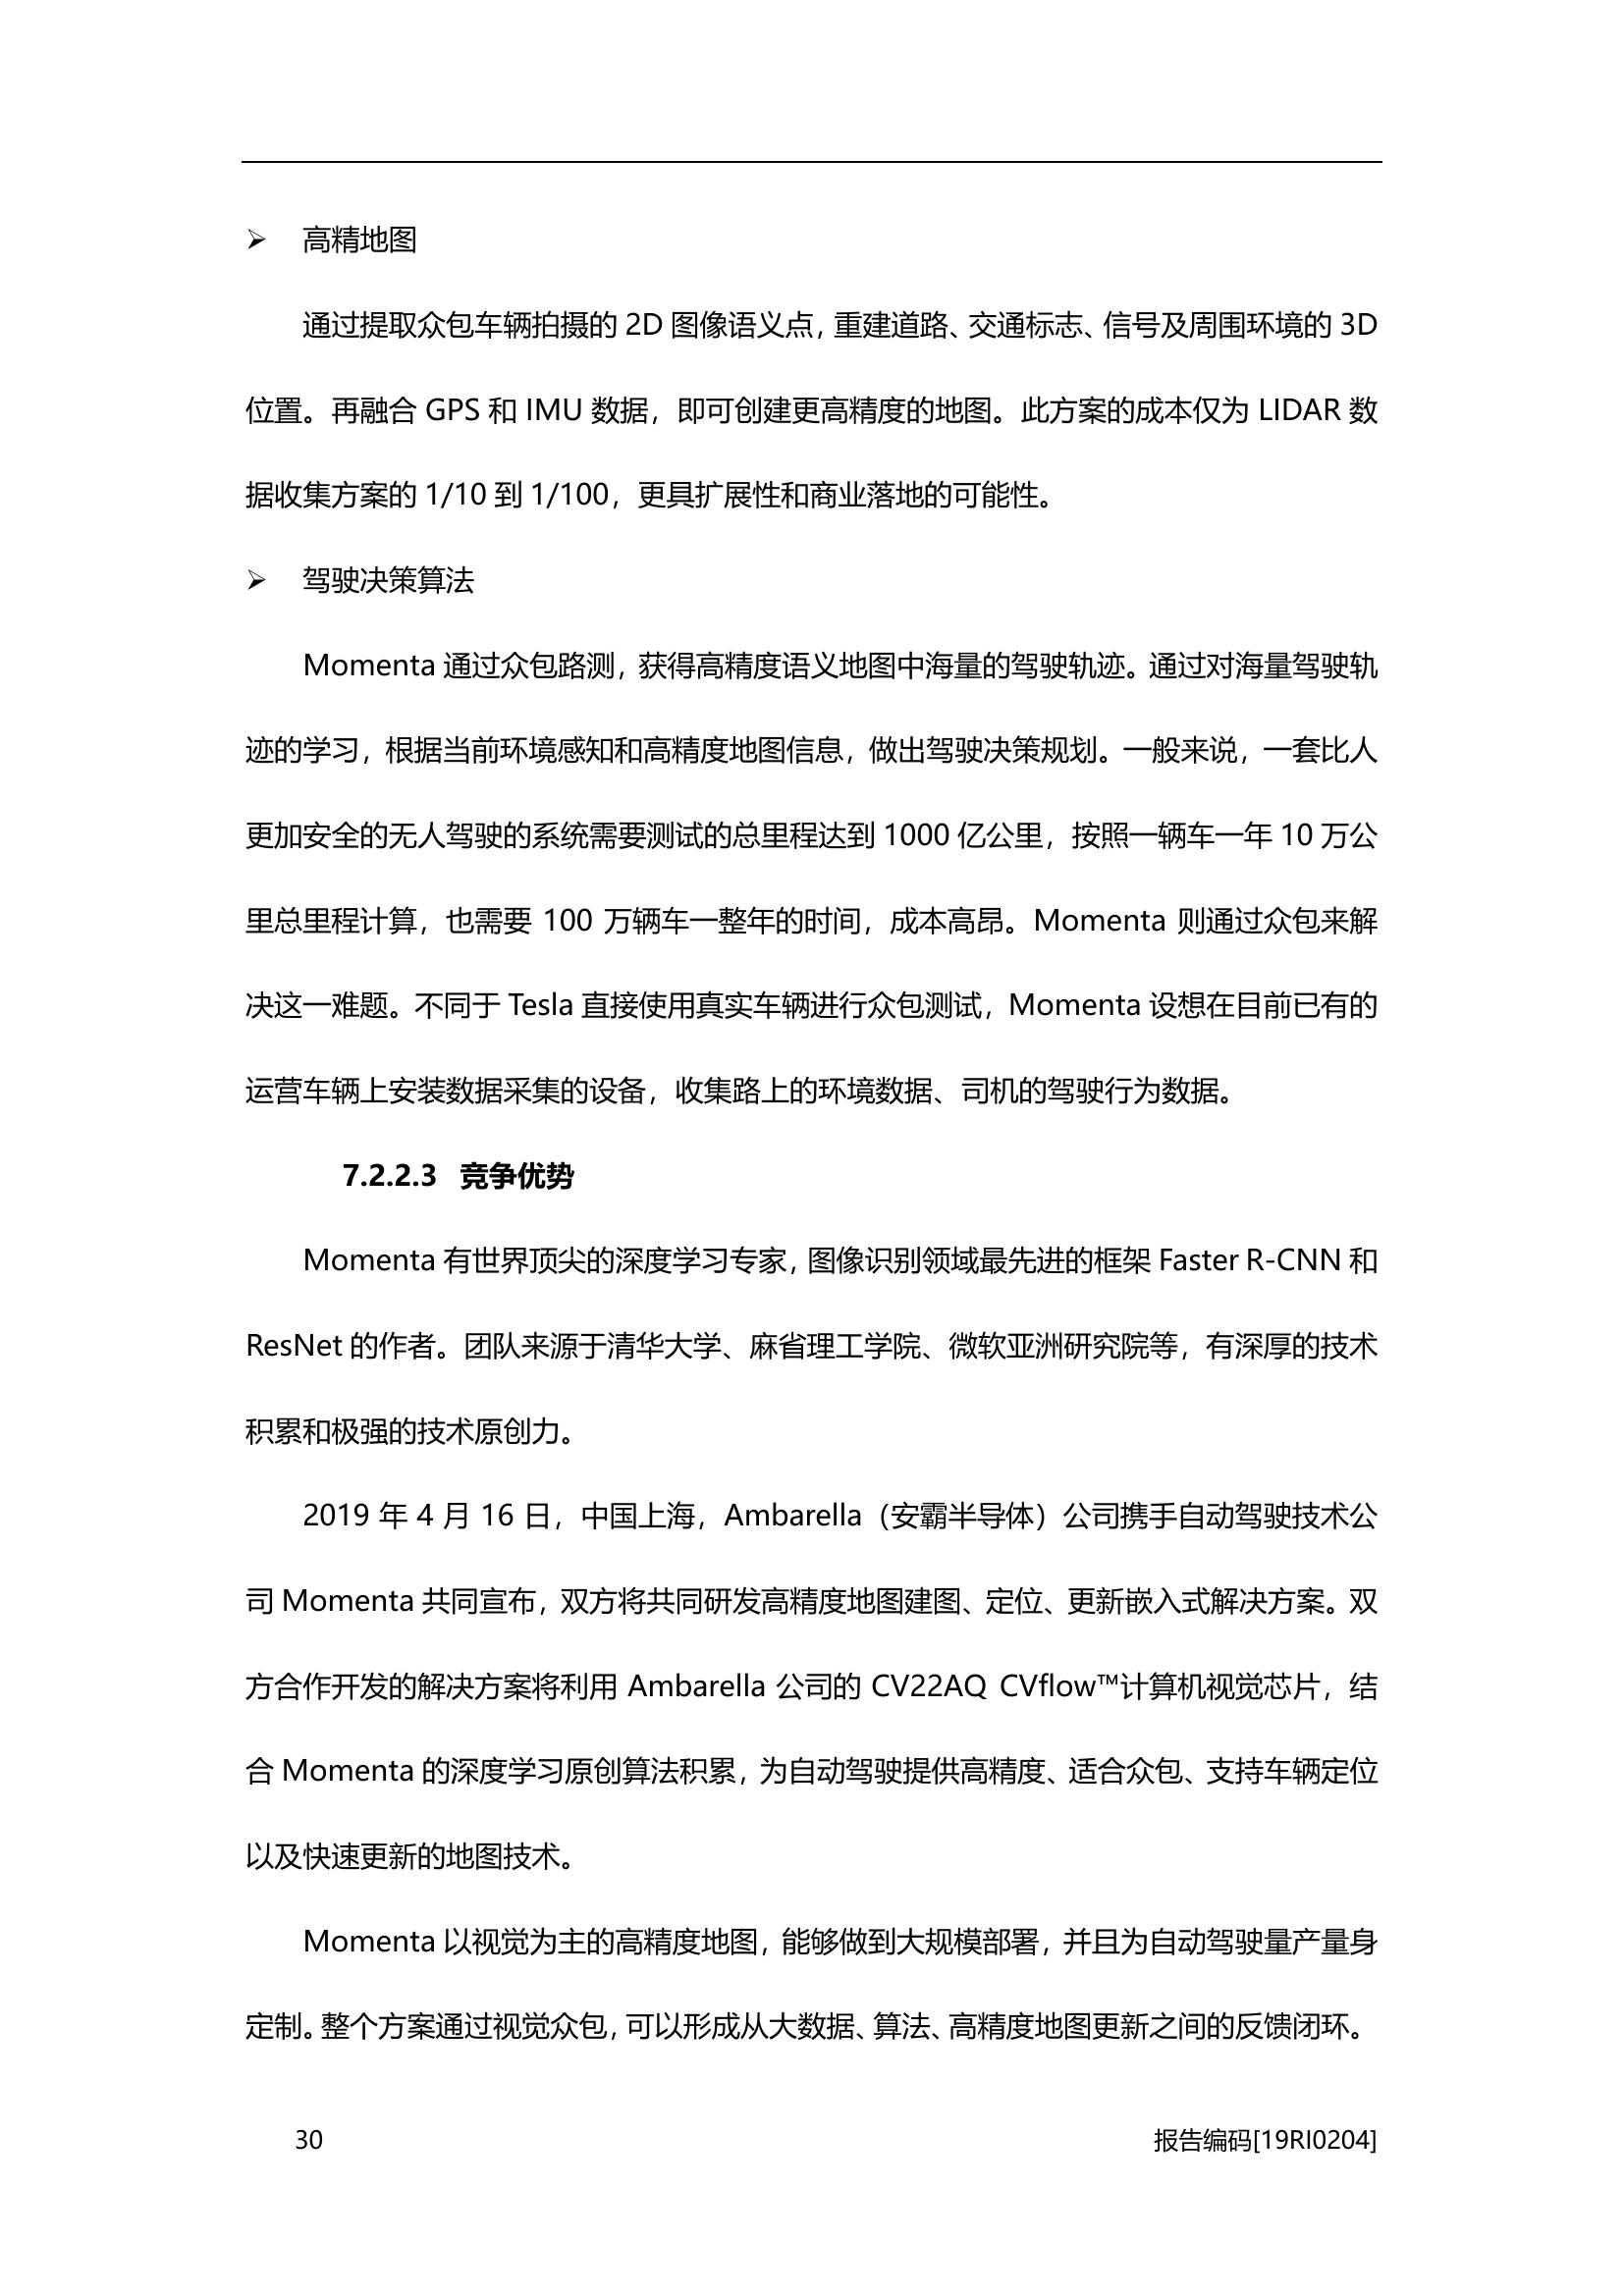 ➢ 高精地图
通过提取众包车辆拍摄的 2D 图像语义点，重建道路、交通标志、信号及周围环境的 3D
位置。再融合 GPS 和 IMU 数据，即可创建更高精度的地图。此方案的成本仅为 LIDAR 数
据收集方案的 1/10 到 1/100，更具扩展性和商业落地的可能性。
➢ 驾驶决策算法
Momenta 通过众包路测，获得高精度语义地图中海量的驾驶轨迹。通过对海量驾驶轨
迹的学习，根据当前环境感知和高精度地图信息，做出驾驶决策规划。一般来说，一套比人
更加安全的无人驾驶的系统需要测试的总里程达到 1000 亿公里，按照一辆车一年 10 万公
里总里程计算，也需要 100 万辆车一整年的时间，成本高昂。Momenta 则通过众包来解
决这一难题。不同于 Tesla 直接使用真实车辆进行众包测试，Momenta 设想在目前已有的
运营车辆上安装数据采集的设备，收集路上的环境数据、司机的驾驶行为数据。
7.2.2.3 竞争优势
Momenta 有世界顶尖的深度学习专家，图像识别领域最先进的框架 Faster R-CNN 和
ResNet 的作者。团队来源于清华大学、麻省理工学院、微软亚洲研究院等，有深厚的技术
积累和极强的技术原创力。
2019 年 4 月 16 日，中国上海，Ambarella（安霸半导体）公司携手自动驾驶技术公
司 Momenta 共同宣布，双方将共同研发高精度地图建图、定位、更新嵌入式解决方案。双
方合作开发的解决方案将利用 Ambarella 公司的 CV22AQ CVflow™计算机视觉芯片，结
合 Momenta 的深度学习原创算法积累，为自动驾驶提供高精度、适合众包、支持车辆定位
以及快速更新的地图技术。
Momenta 以视觉为主的高精度地图，能够做到大规模部署，并且为自动驾驶量产量身
定制。整个方案通过视觉众包，可以形成从大数据、算法、高精度地图更新之间的反馈闭环。
30 报告编码[19RI0204]